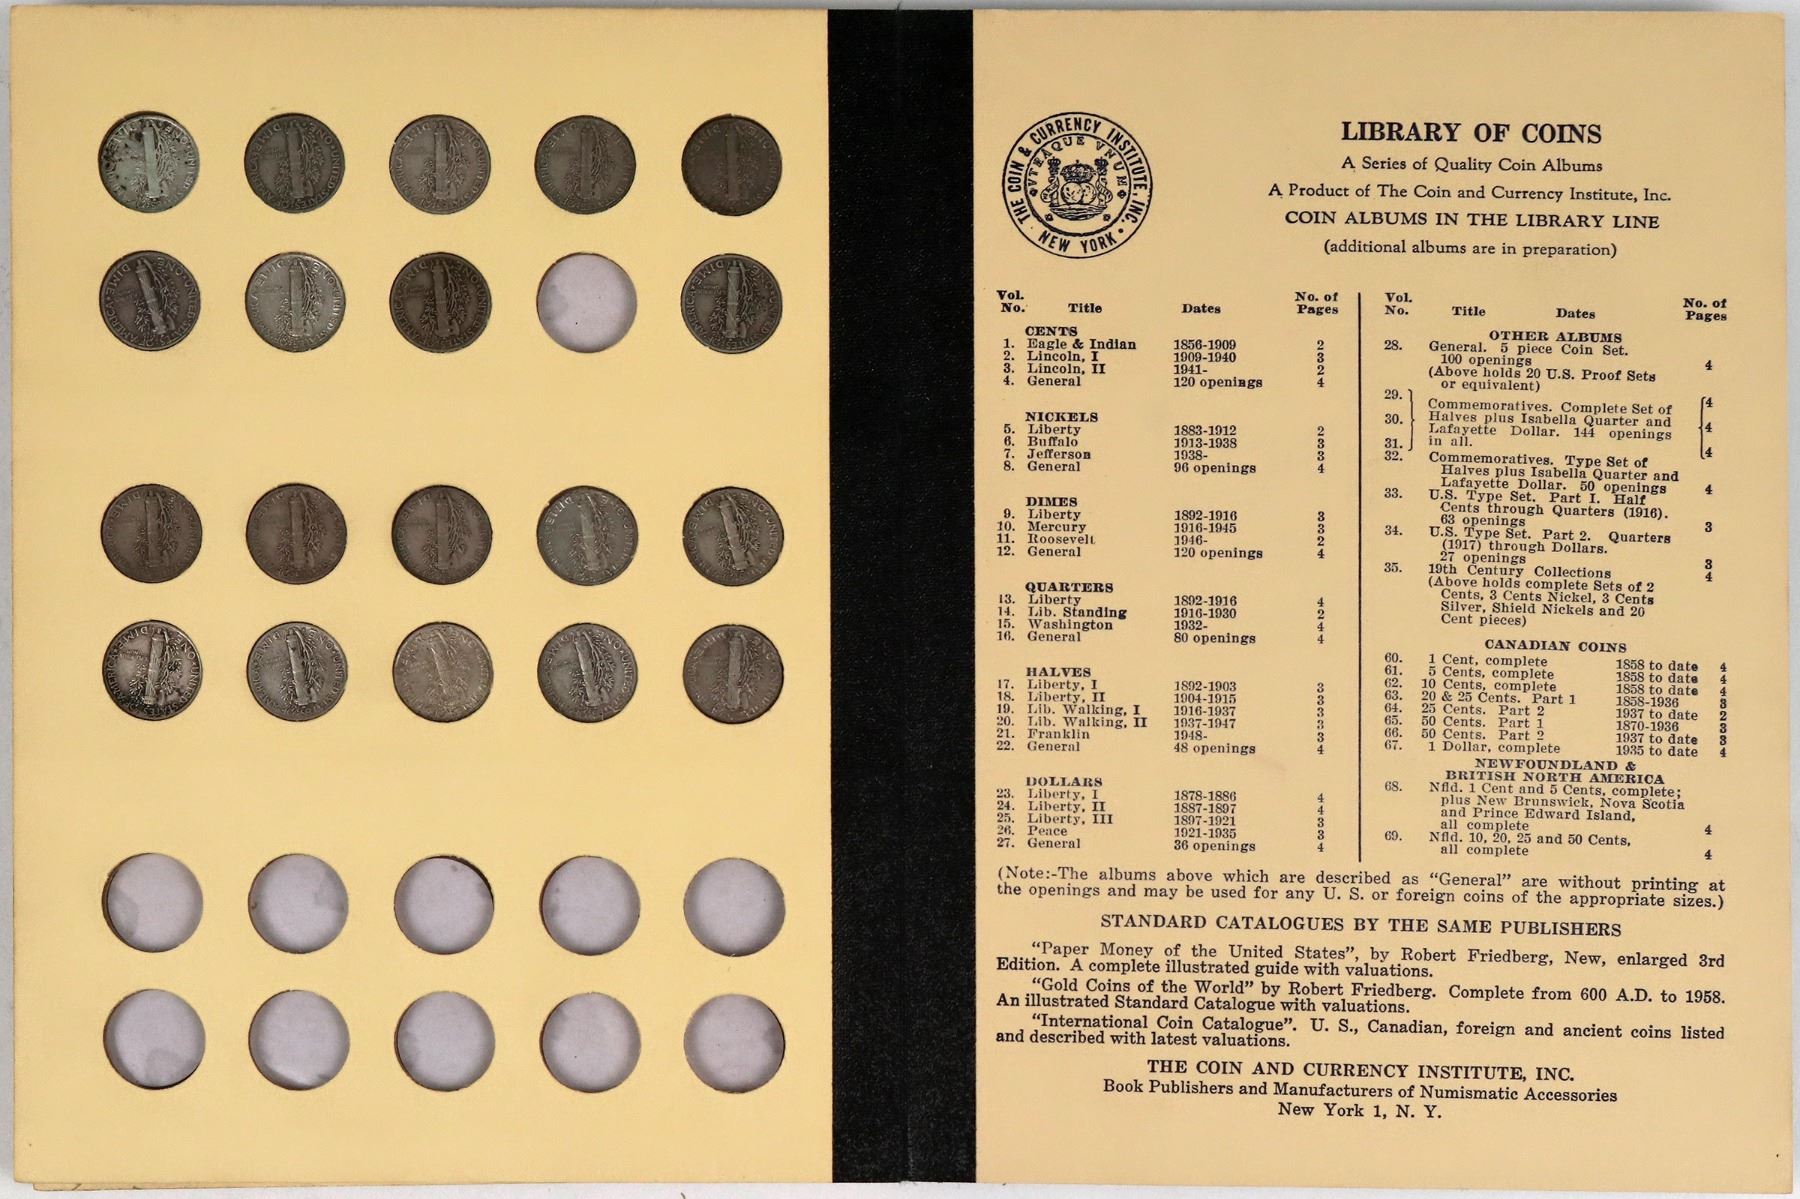 LIBRARY OF COINS
A Series of Quality Coin Albums
A Product of The Coin and Currency Institute, Inc.
COIN ALBUMS IN THE LIBRARY LINE
(additional albums are in preparation)
THE COIN & CURRENCY INSTITUTE, INC.
UTRAQUE UNUM
NEW YORK
Vol. No. Title Dates No. of Pages
CENTS
1. Eagle & Indian 1856-1909 2
2. Lincoln, I 1909-1940 3
3. Lincoln, II 1941- 2
4. General 120 openings 4
NICKELS
5. Liberty 1883-1912 2
6. Buffalo 1913-1938 3
7. Jefferson 1938- 3
8. General 96 openings 4
DIMES
9. Liberty 1892-1916 3
10. Mercury 1916-1945 3
11. Roosevelt 1946- 2
12. General 120 openings 4
QUARTERS
13. Liberty 1892-1916 4
14. Lib. Standing 1916-1930 2
15. Washington 1932- 4
16. General 80 openings 4
HALVES
17. Liberty, I 1892-1903 3
18. Liberty, II 1904-1915 3
19. Lib. Walking, I 1916-1937 3
20. Lib. Walking, II 1937-1947 3
21. Franklin 1948- 3
22. General 48 openings 4
DOLLARS
23. Liberty, I 1878-1886 4
24. Liberty, II 1887-1897 4
25. Liberty, III 1897-1921 3
26. Peace 1921-1935 3
27. General 36 openings 4
Vol. No. Title Dates No. of Pages
OTHER ALBUMS
28. General. 5 piece Coin Set.
100 openings 4
(Above holds 20 U.S. Proof Sets
or equivalent)
29. 4
Commemoratives. Complete Set of
30. Halves plus Isabella Quarter and 4
Lafayette Dollar. 144 openings
31. in all. 4
32. Commemoratives. Type Set of
Halves plus Isabella Quarter and
Lafayette Dollar. 50 openings 4
33. U.S. Type Set. Part I. Half
Cents through Quarters (1916).
63 openings 3
34. U.S. Type Set. Part 2. Quarters
(1917) through Dollars.
27 openings 3
35. 19th Century Collections 4
(Above holds complete Sets of 2
Cents, 3 Cents Nickel, 3 Cents
Silver, Shield Nickels and 20
Cent pieces)
CANADIAN COINS
60. 1 Cent, complete 1858 to date 4
61. 5 Cents, complete 1858 to date 4
62. 10 Cents, complete 1858 to date 4
63. 20 & 25 Cents. Part 1 1858-1936 3
64. 25 Cents. Part 2 1937 to date 2
65. 50 Cents. Part 1 1870-1936 3
66. 50 Cents. Part 2 1937 to date 3
67. 1 Dollar, complete 1935 to date 4
NEWFOUNDLAND &
BRITISH NORTH AMERICA
68. Nfld. 1 Cent and 5 Cents, complete;
plus New Brunswick, Nova Scotia
and Prince Edward Island,
all complete 4
69. Nfld. 10, 20, 25 and 50 Cents,
all complete 4
(Note:-The albums above which are described as "General" are without printing at
the openings and may be used for any U. S. or foreign coins of the appropriate sizes.)
STANDARD CATALOGUES BY THE SAME PUBLISHERS
"Paper Money of the United States", by Robert Friedberg, New, enlarged 3rd
Edition. A complete illustrated guide with valuations.
"Gold Coins of the World" by Robert Friedberg. Complete from 600 A.D. to 1958.
An illustrated Standard Catalogue with valuations.
"International Coin Catalogue". U. S., Canadian, foreign and ancient coins listed
and described with latest valuations.
THE COIN AND CURRENCY INSTITUTE, INC.
Book Publishers and Manufacturers of Numismatic Accessories
New York 1, N. Y.